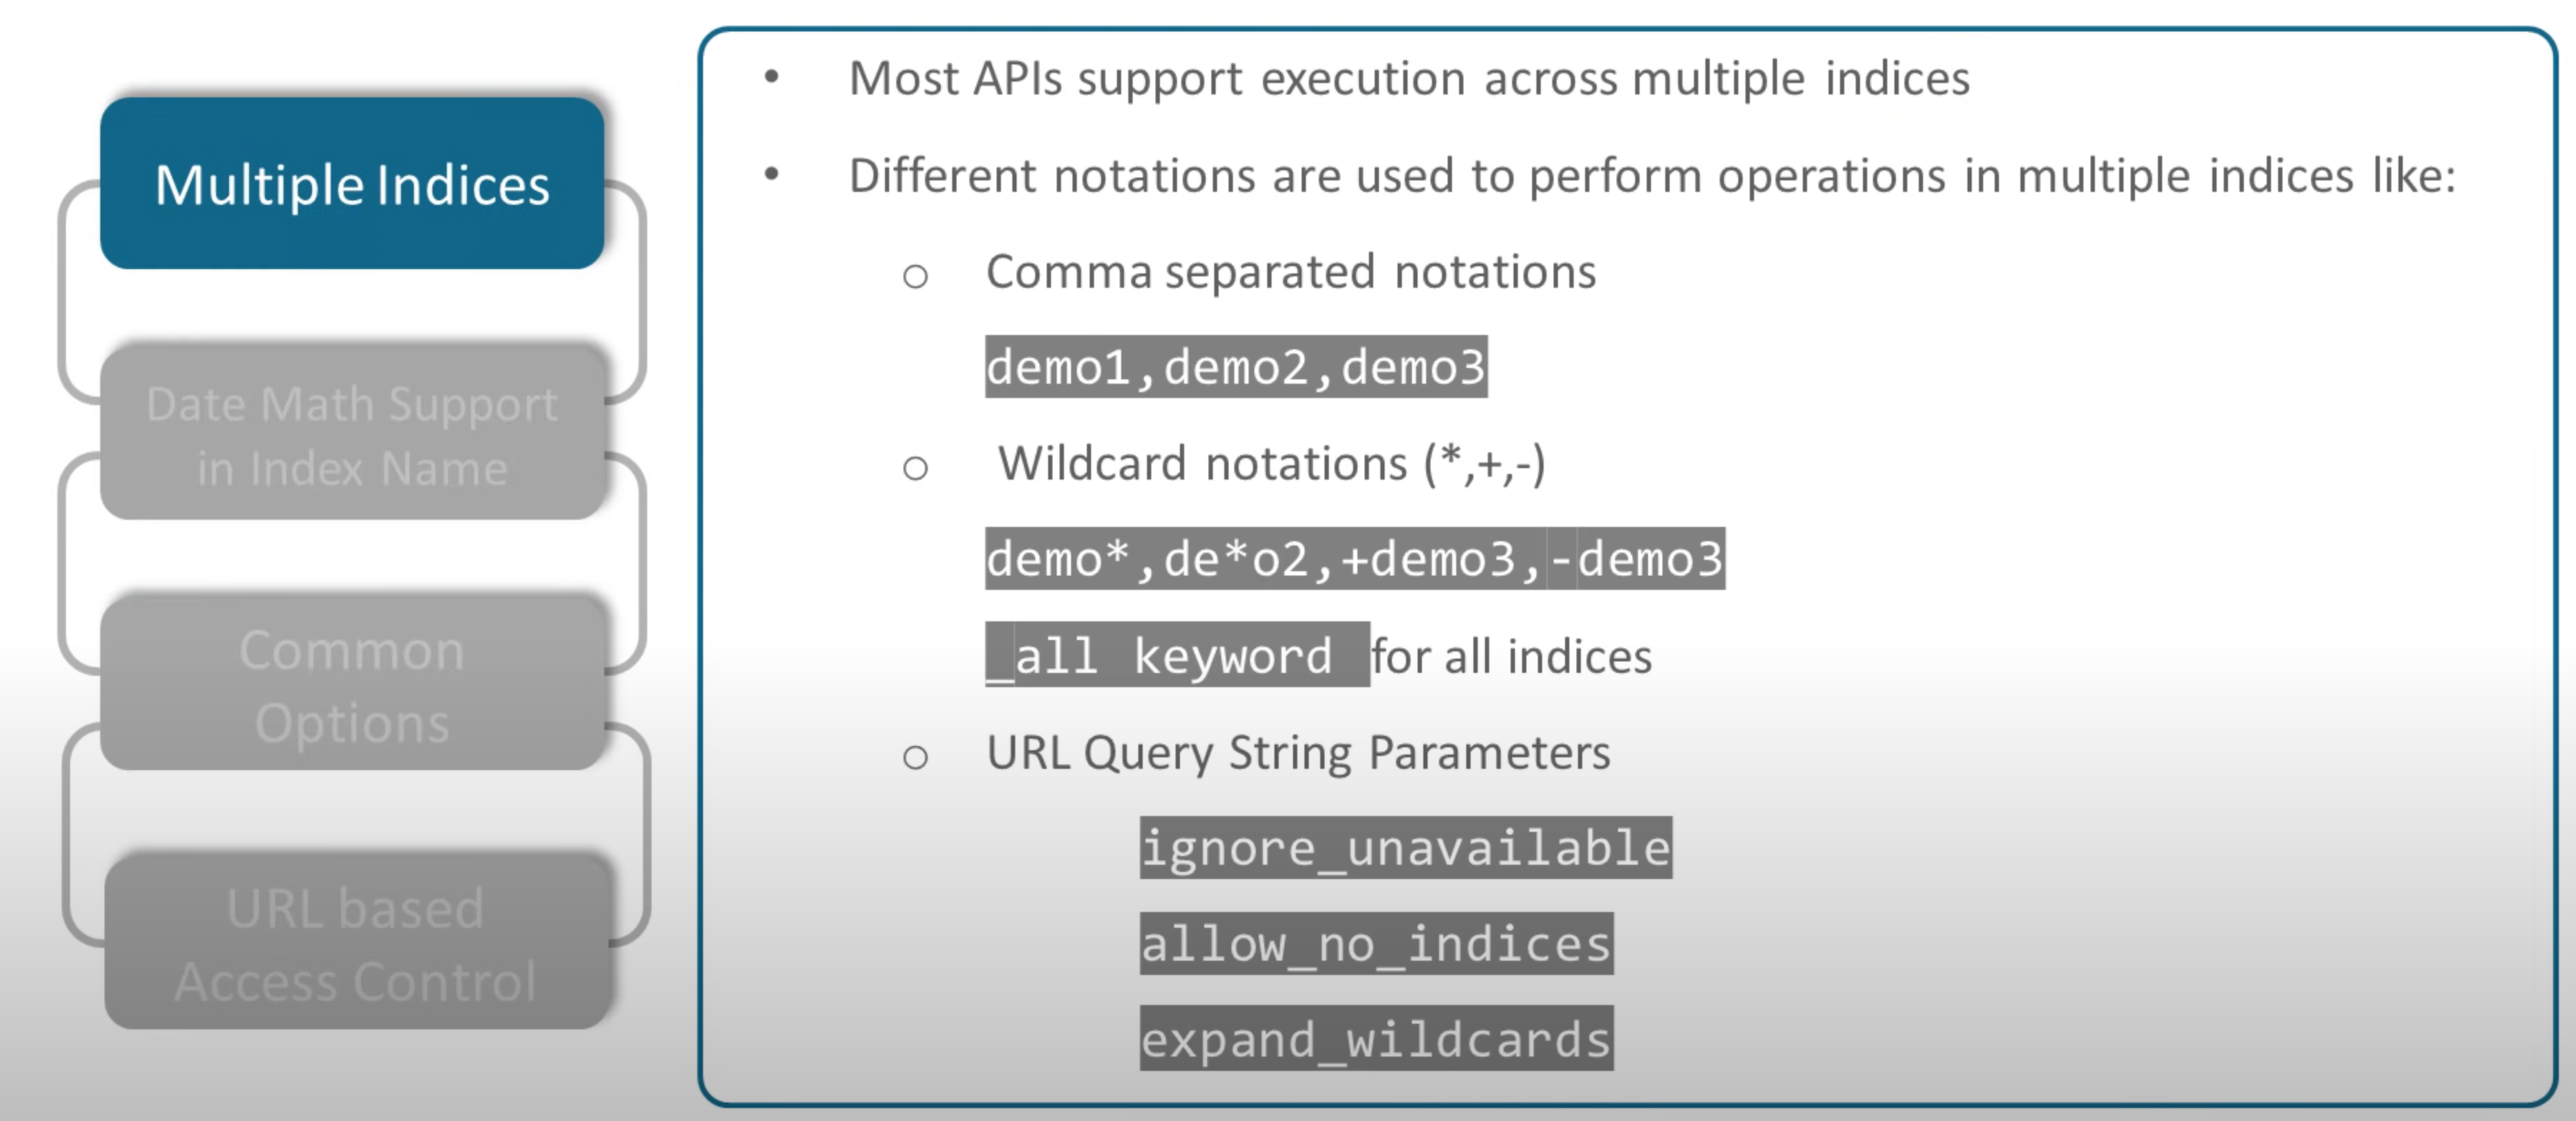 Multiple Indices
Date Math Support
in Index Name
Common
Options
URL based
Access Control
• Most APIs support execution across multiple indices
• Different notations are used to perform operations in multiple indices like:
o Comma separated notations
demo1,demo2,demo3
o Wildcard notations (*,+,-)
demo*,de*o2,+demo3,-demo3
_all keyword for all indices
o URL Query String Parameters
ignore_unavailable
allow_no_indices
expand_wildcards